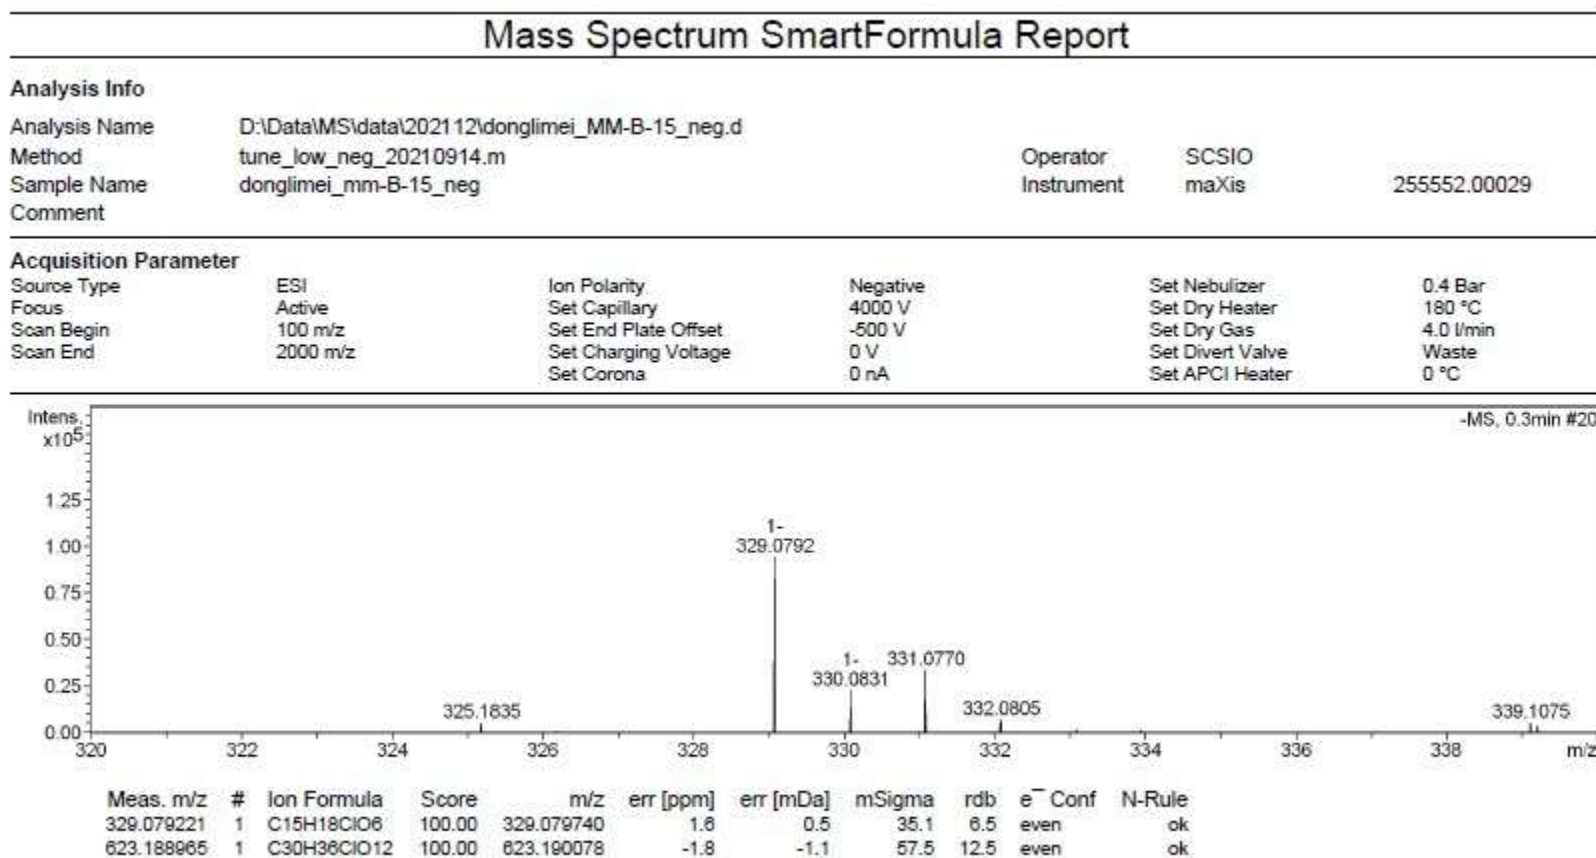 Mass Spectrum SmartFormula Report
Analysis Info
Analysis Name D:\Data\MS\data\202112\donglimei_MM-B-15_neg.d
Method tune_low_neg_20210914.m Operator SCSIO
Sample Name donglimei_mm-B-15_neg Instrument maXis 255552.00029
Comment
Acquisition Parameter
Source Type ESI Ion Polarity Negative Set Nebulizer 0.4 Bar
Focus Active Set Capillary 4000 V Set Dry Heater 180 °C
Scan Begin 100 m/z Set End Plate Offset -500 V Set Dry Gas 4.0 l/min
Scan End 2000 m/z Set Charging Voltage 0 V Set Divert Valve Waste
Set Corona 0 nA Set APCI Heater 0 °C
Intens. -MS, 0.3min #20
x10⁵
1.25
1-
1.00 329.0792
0.75
0.50
1- 331.0770
0.25 330.0831
325.1835 332.0805 339.1075
0.00
320 322 324 326 328 330 332 334 336 338 m/z
Meas. m/z # Ion Formula Score m/z err [ppm] err [mDa] mSigma rdb e⁻ Conf N-Rule
329.079221 1 C15H18ClO6 100.00 329.079740 1.6 0.5 35.1 6.5 even ok
623.188965 1 C30H36ClO12 100.00 623.190078 -1.8 -1.1 57.5 12.5 even ok